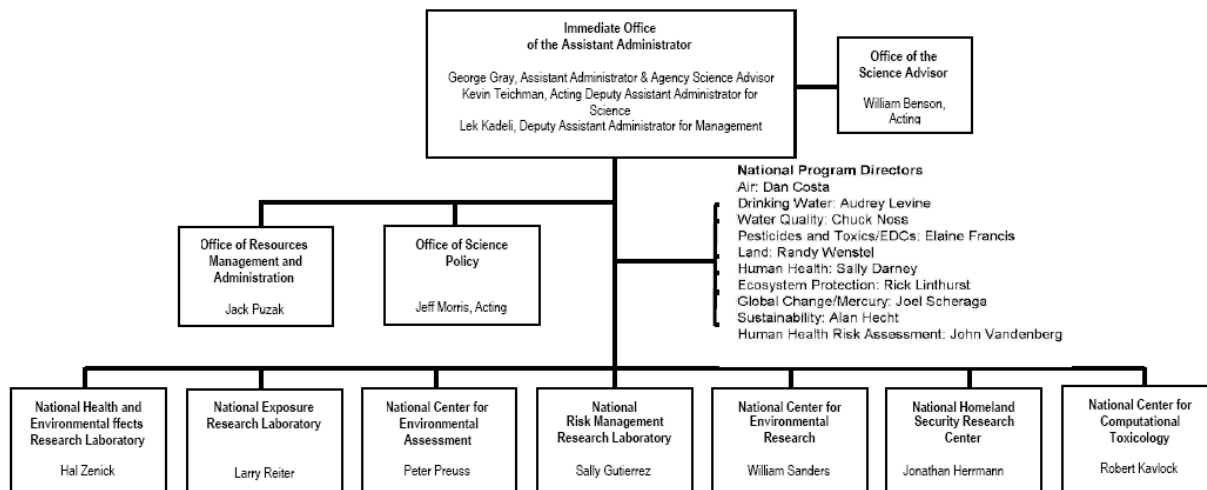 Immediate Office
of the Assistant Administrator
George Gray, Assistant Administrator & Agency Science Advisor
Kevin Teichman, Acting Deputy Assistant Administrator for
Science
Lek Kadeli, Deputy Assistant Administrator for Management
Office of the
Science Advisor
William Benson,
Acting
National Program Directors
Air: Dan Costa
Drinking Water: Audrey Levine
Water Quality: Chuck Noss
Pesticides and Toxics/EDCs: Elaine Francis
Land: Randy Wenstel
Human Health: Sally Darney
Ecosystem Protection: Rick Linthurst
Global Change/Mercury: Joel Scheraga
Sustainability: Alan Hecht
Human Health Risk Assessment: John Vandenberg
Office of Resources
Management and
Administration
Jack Puzak
Office of Science
Policy
Jeff Morris, Acting
National Health and
Environmental ffects
Research Laboratory
Hal Zenick
National Exposure
Research Laboratory
Larry Reiter
National Center for
Environmental
Assessment
Peter Preuss
National
Risk Management
Research Laboratory
Sally Gutierrez
National Center for
Environmental
Research
William Sanders
National Homeland
Security Research
Center
Jonathan Herrmann
National Center for
Computational
Toxicology
Robert Kavlock